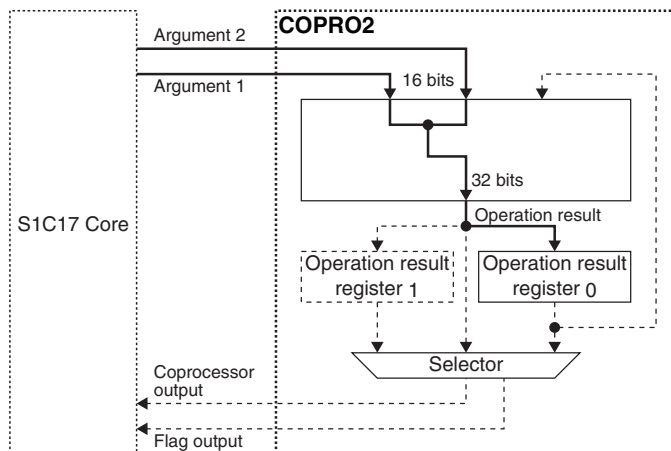 COPRO2
Argument 2
Argument 1
16 bits
32 bits
S1C17 Core
Operation result
Operation result
register 1
Operation result
register 0
Selector
Coprocessor
output
Flag output